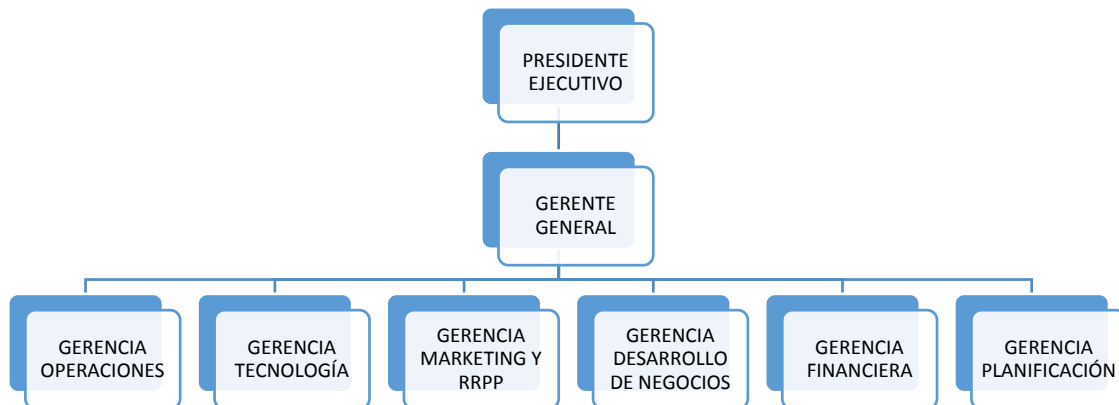 PRESIDENTE
EJECUTIVO
GERENTE
GENERAL
GERENCIA
OPERACIONES
GERENCIA
TECNOLOGÍA
GERENCIA
MARKETING Y
RRPP
GERENCIA
DESARROLLO
DE NEGOCIOS
GERENCIA
FINANCIERA
GERENCIA
PLANIFICACIÓN